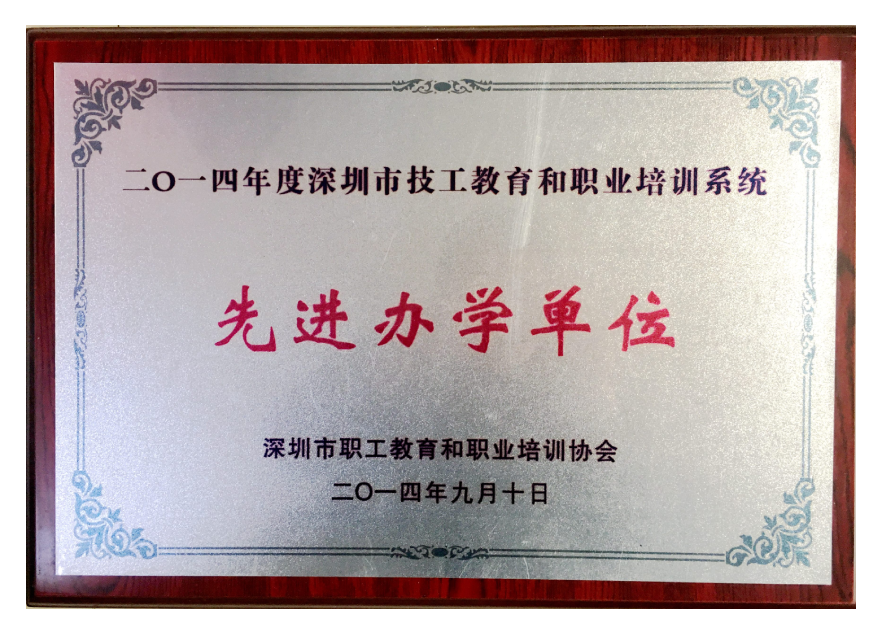 二〇一四年度深圳市技工教育和职业培训系统
先进办学单位
深圳市职工教育和职业培训协会
二〇一四年九月十日